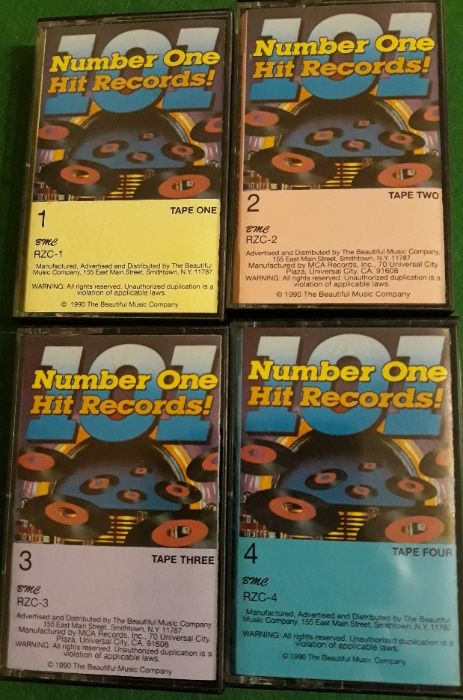 101
Number One
Hit Records!
1
TAPE ONE
BMC
RZC-1
Manufactured, Advertised and Distributed by The Beautiful
Music Company, 155 East Main Street, Smithtown, N.Y. 11787.
WARNING: All rights reserved. Unauthorized duplication is a
violation of applicable laws.
© 1990 The Beautiful Music Company
101
Number One
Hit Records!
2
TAPE TWO
BMC
RZC-2
Advertised and Distributed by The Beautiful Music Company,
155 East Main Street, Smithtown, N.Y. 11787.
Manufactured by MCA Records, Inc., 70 Universal City
Plaza, Universal City, CA. 91608
WARNING: All rights reserved. Unauthorized duplication is a
violation of applicable laws.
© 1990 The Beautiful Music Company
101
Number One
Hit Records!
3
TAPE THREE
BMC
RZC-3
Advertised and Distributed by The Beautiful Music Company
155 East Main Street, Smithtown, N.Y. 11787
Manufactured by MCA Records, Inc., 70 Universal City
Plaza, Universal City, CA. 91608
WARNING: All rights reserved. Unauthorized duplication is a
violation of applicable laws.
© 1990 The Beautiful Music Company
101
Number One
Hit Records!
4
TAPE FOUR
BMC
RZC-4
Manufactured, Advertised and Distributed by The Beautiful
Music Company, 155 East Main Street, Smithtown, N.Y. 11787.
WARNING: All rights reserved. Unauthorized duplication is a
violation of applicable laws.
© 1990 The Beautiful Music Company